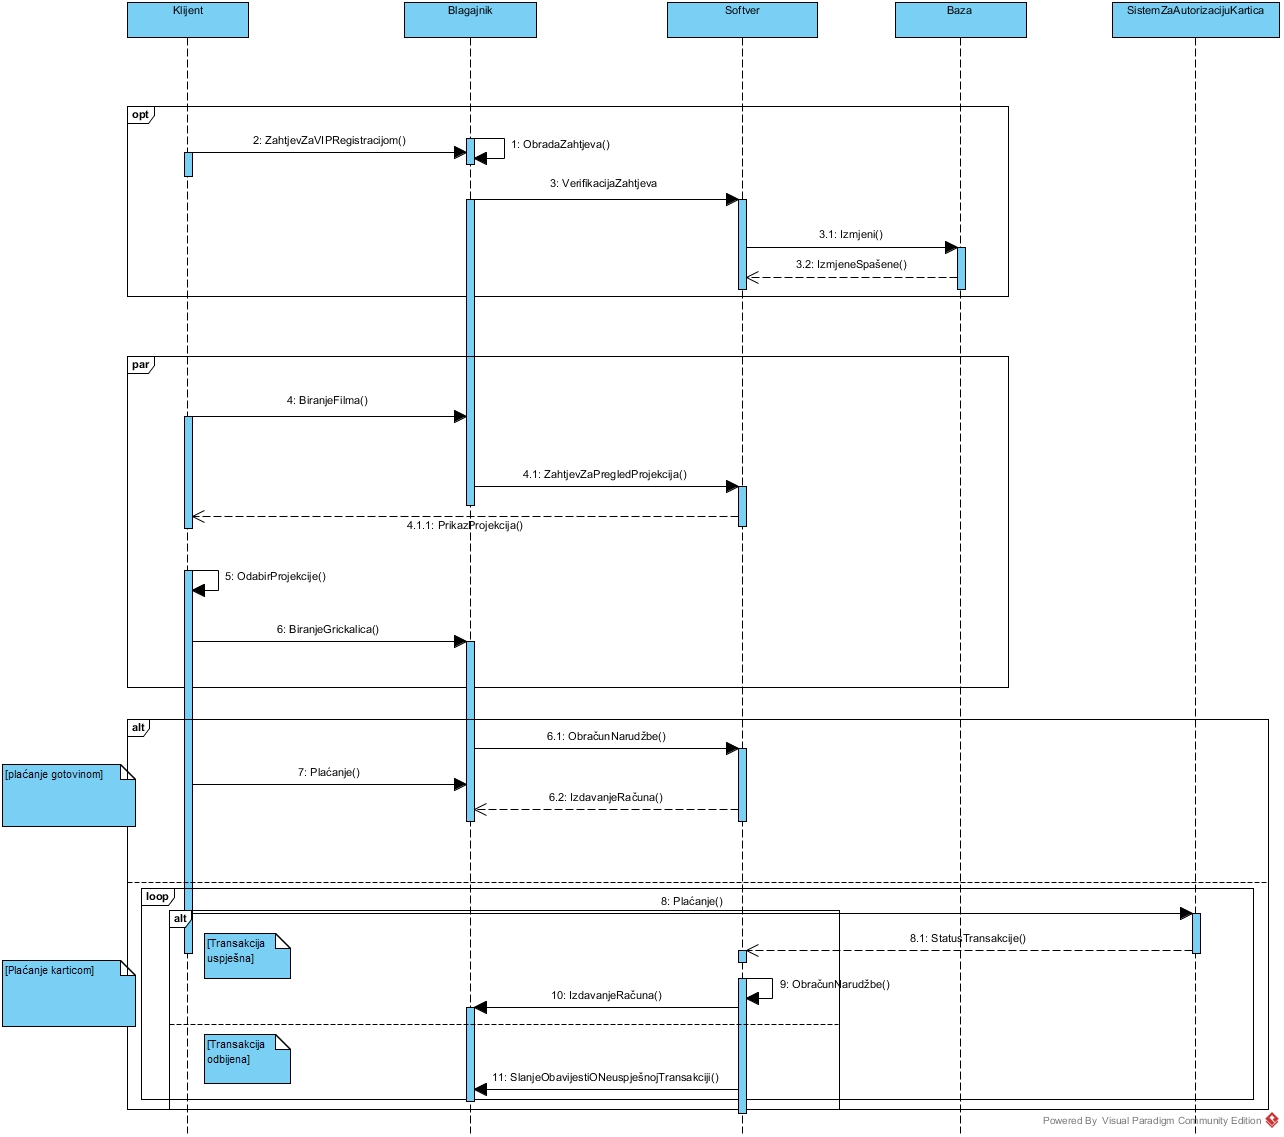 Klijent
Blagajnik
Softver
Baza
SistemZaAutorizacijuKartica
opt
2: ZahtjevZaVIPRegistracijom()
1: ObradaZahtjeva()
3: VerifikacijaZahtjeva
3.1: Izmjeni()
3.2: IzmjeneSpašene()
par
4: BiranjeFilma()
4.1: ZahtjevZaPregledProjekcija()
4.1.1: PrikazProjekcija()
5: OdabirProjekcije()
6: BiranjeGrickalica()
alt
6.1: ObračunNarudžbe()
[plaćanje gotovinom]
7: Plaćanje()
6.2: IzdavanjeRačuna()
loop
8: Plaćanje()
alt
[Transakcija
uspješna]
8.1: StatusTransakcije()
[Plaćanje karticom]
9: ObračunNarudžbe()
10: IzdavanjeRačuna()
[Transakcija
odbijena]
11: SlanjeObavijestiONeuspješnojTransakciji()
Powered By Visual Paradigm Community Edition